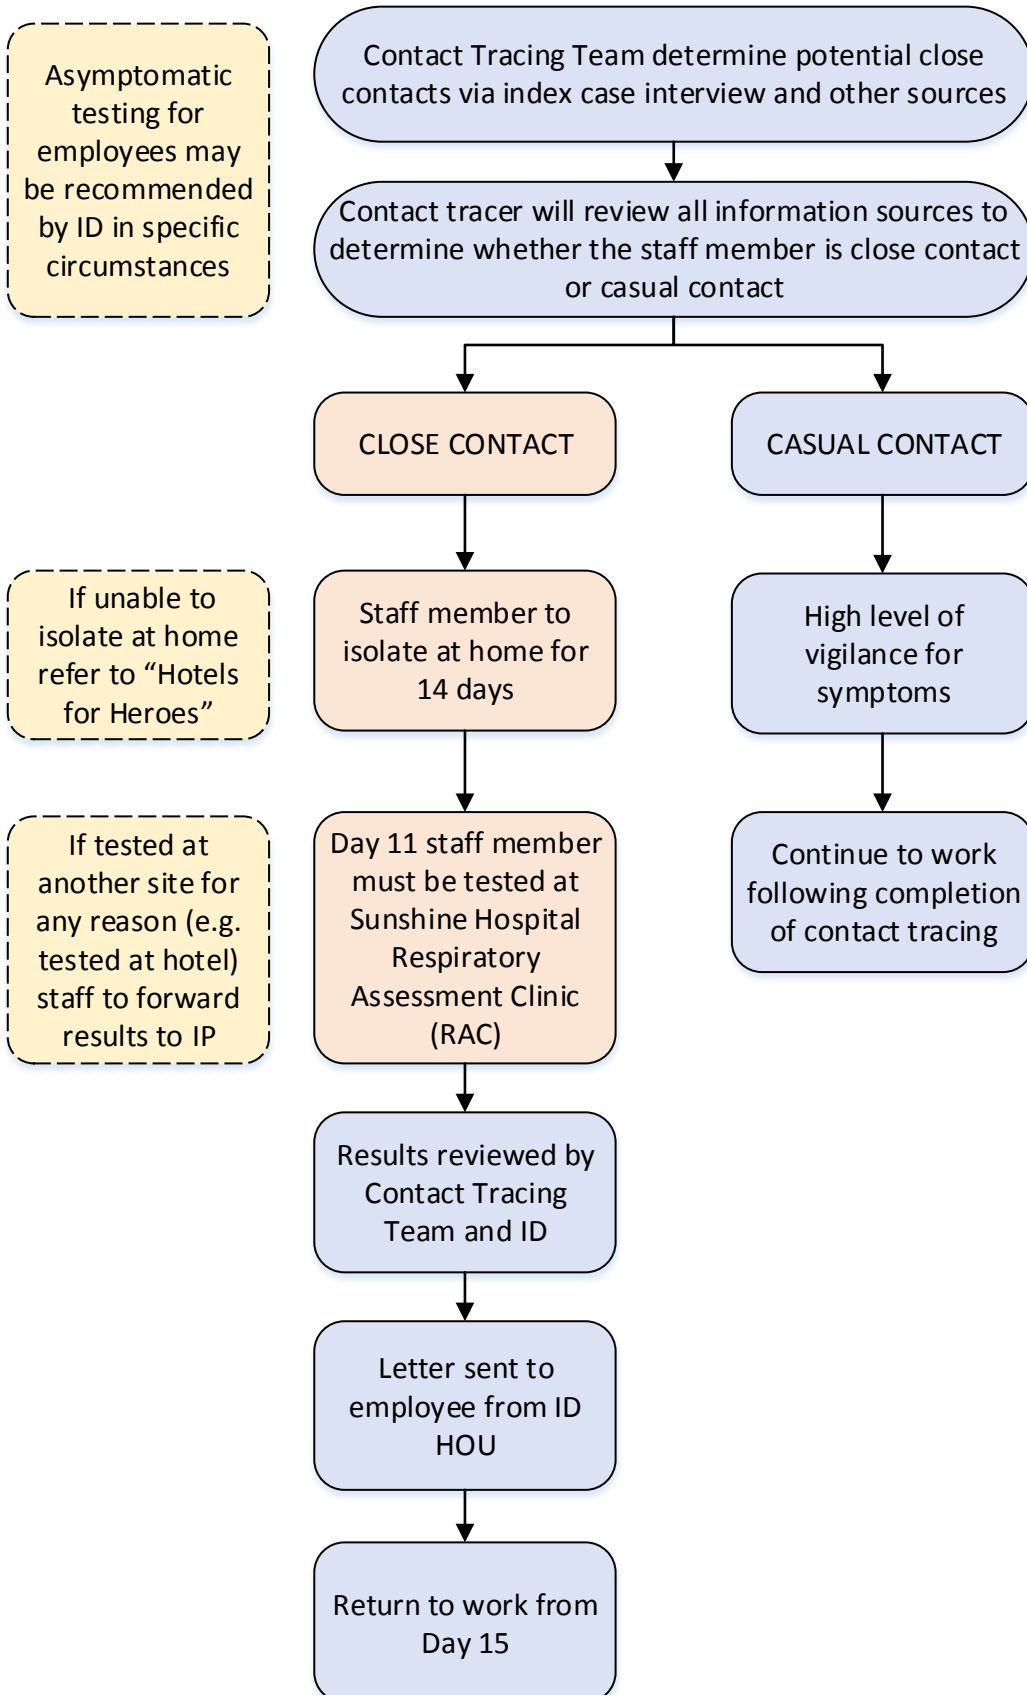 Asymptomatic
testing for
employees may
be recommended
by ID in specific
circumstances
Contact Tracing Team determine potential close
contacts via index case interview and other sources
Contact tracer will review all information sources to
determine whether the staff member is close contact
or casual contact
CLOSE CONTACT
CASUAL CONTACT
If unable to
isolate at home
refer to “Hotels
for Heroes”
Staff member to
isolate at home for
14 days
High level of
vigilance for
symptoms
If tested at
another site for
any reason (e.g.
tested at hotel)
staff to forward
results to IP
Day 11 staff member
must be tested at
Sunshine Hospital
Respiratory
Assessment Clinic
(RAC)
Continue to work
following completion
of contact tracing
Results reviewed by
Contact Tracing
Team and ID
Letter sent to
employee from ID
HOU
Return to work from
Day 15